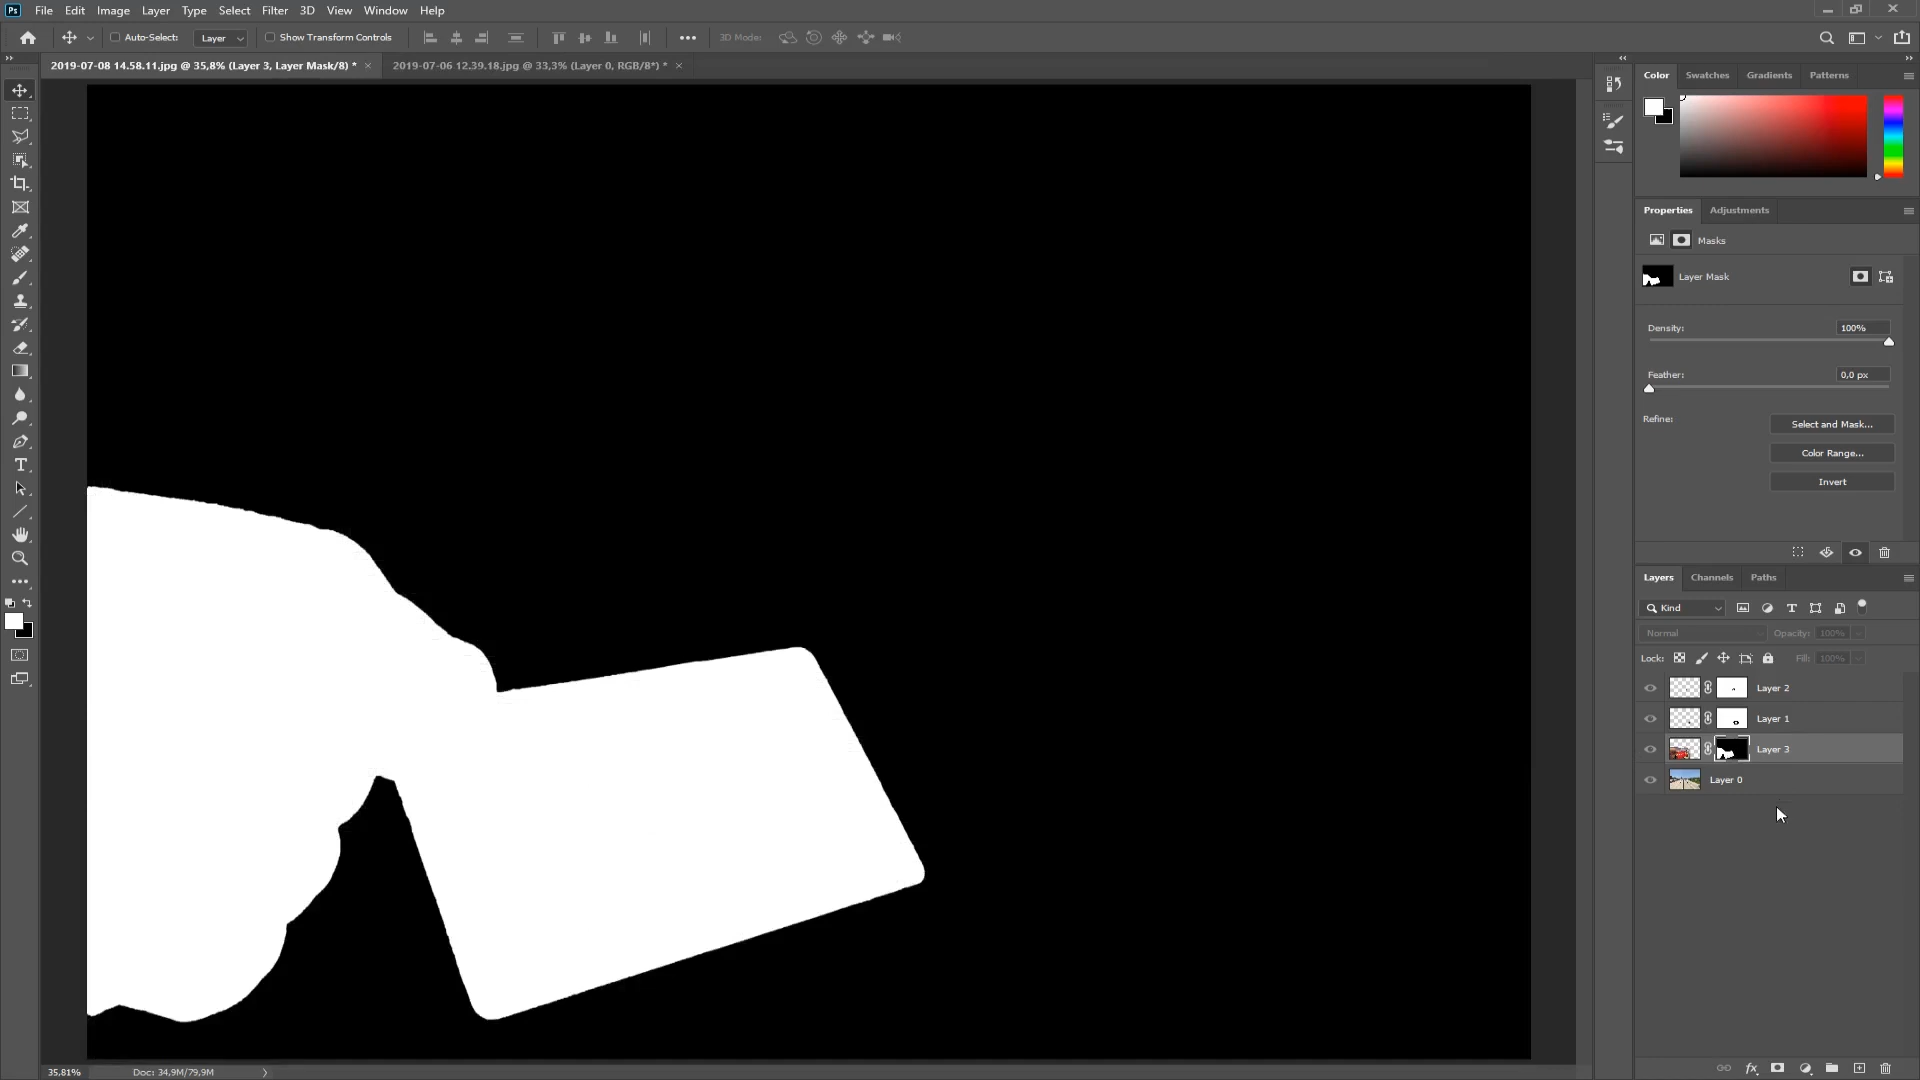 Ps File Edit Image Layer Type Select Filter 3D View Window Help
Auto-Select: Layer Show Transform Controls 3D Mode:
2019-07-08 14.58.11.jpg @ 35,8% (Layer 3, Layer Mask/8) * 2019-07-06 12.39.18.jpg @ 33,3% (Layer 0, RGB/8*) *
Color Swatches Gradients Patterns
Properties Adjustments
Masks
Layer Mask
Density: 100%
Feather: 0,0 px
Refine:
Select and Mask...
Color Range...
Invert
Layers Channels Paths
Kind
Normal Opacity: 100%
Lock: Fill: 100%
Layer 2
Layer 1
Layer 3
Layer 0
35,81% Doc: 34,9M/79,9M